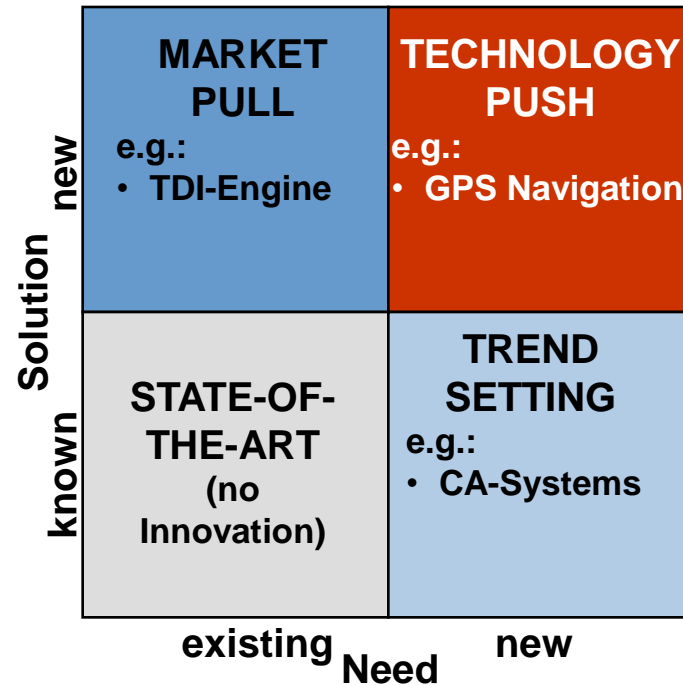 MARKET
PULL
e.g.:
• TDI-Engine
TECHNOLOGY
PUSH
e.g.:
• GPS Navigation
STATE-OF-
THE-ART
(no
Innovation)
TREND
SETTING
e.g.:
• CA-Systems
Solution
new
known
existing
new
Need